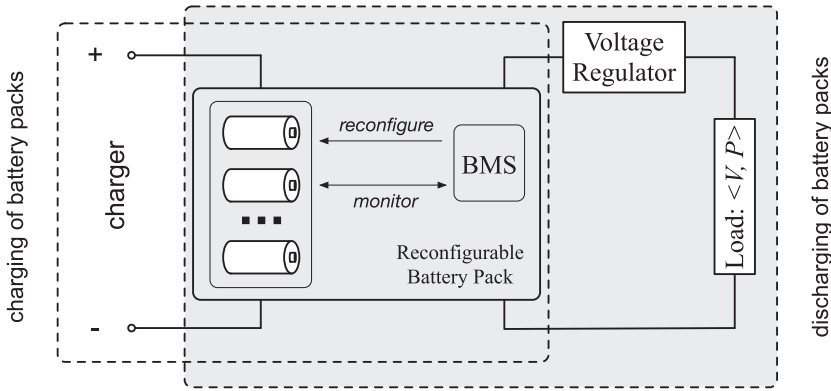 charging of battery packs
+
charger
-
reconfigure
monitor
BMS
Reconfigurable
Battery Pack
Voltage
Regulator
Load: <V, P>
discharging of battery packs